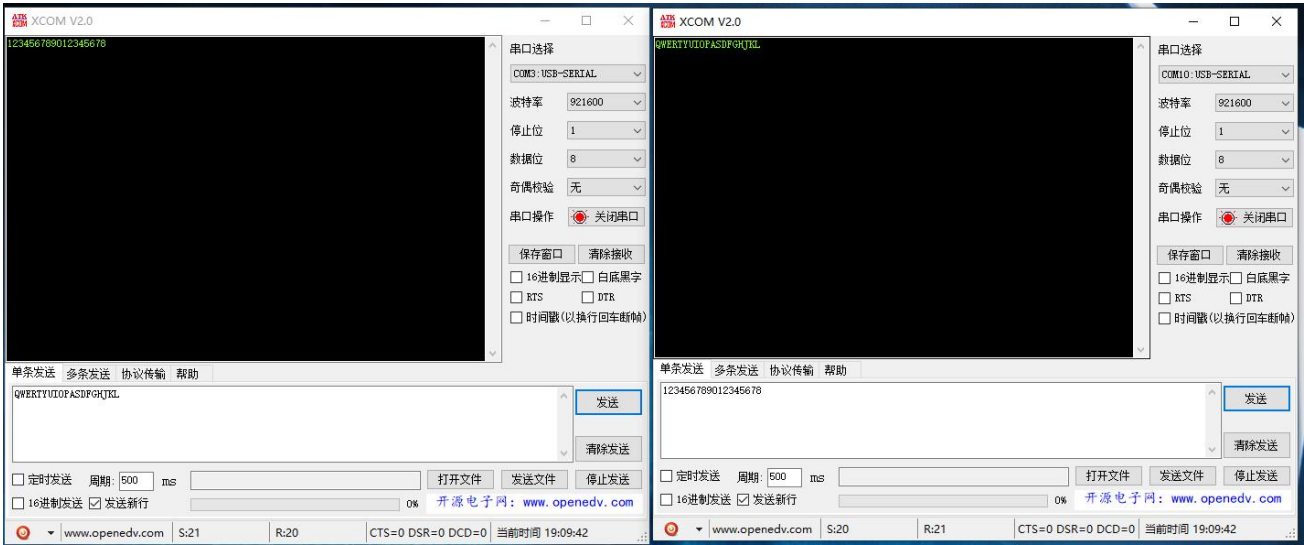 ATK XCOM XCOM V2.0
123456789012345678
串口选择
COM3:USB-SERIAL
波特率 921600
停止位 1
数据位 8
奇偶校验 无
串口操作 关闭串口
保存窗口 清除接收
16进制显示 白底黑字
RTS DTR
时间戳(以换行回车断帧)
单条发送 多条发送 协议传输 帮助
QWERTYUIOPASDFGHJKL
发送
清除发送
定时发送 周期: 500 ms 打开文件 发送文件 停止发送
16进制发送 发送新行 0% 开源电子网：www.openedv.com
www.openedv.com S:21 R:20 CTS=0 DSR=0 DCD=0 当前时间 19:09:42
ATK XCOM XCOM V2.0
QWERTYUIOPASDFGHJKL
串口选择
COM10:USB-SERIAL
波特率 921600
停止位 1
数据位 8
奇偶校验 无
串口操作 关闭串口
保存窗口 清除接收
16进制显示 白底黑字
RTS DTR
时间戳(以换行回车断帧)
单条发送 多条发送 协议传输 帮助
123456789012345678
发送
清除发送
定时发送 周期: 500 ms 打开文件 发送文件 停止发送
16进制发送 发送新行 0% 开源电子网：www.openedv.com
www.openedv.com S:20 R:21 CTS=0 DSR=0 DCD=0 当前时间 19:09:42